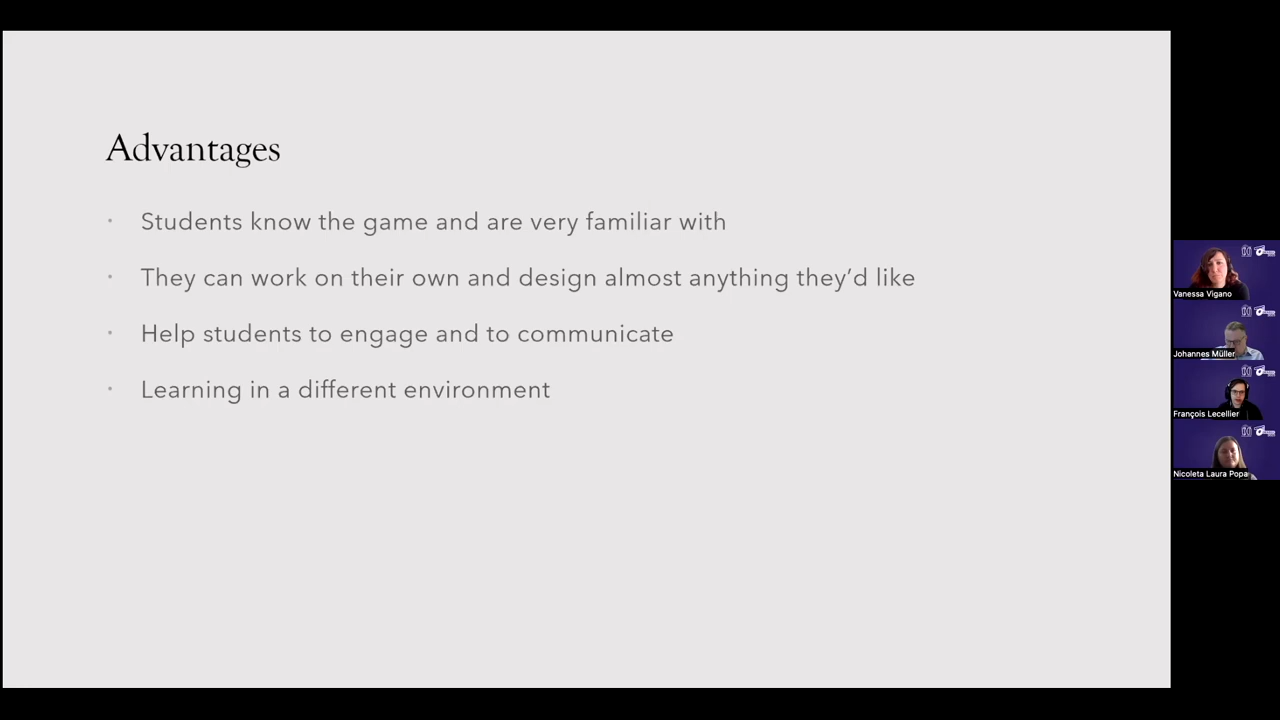 Advantages
• Students know the game and are very familiar with
• They can work on their own and design almost anything they’d like
• Help students to engage and to communicate
• Learning in a different environment
Vanessa Vigano
Johannes Müller
François Lecellier
Nicoleta Laura Popa